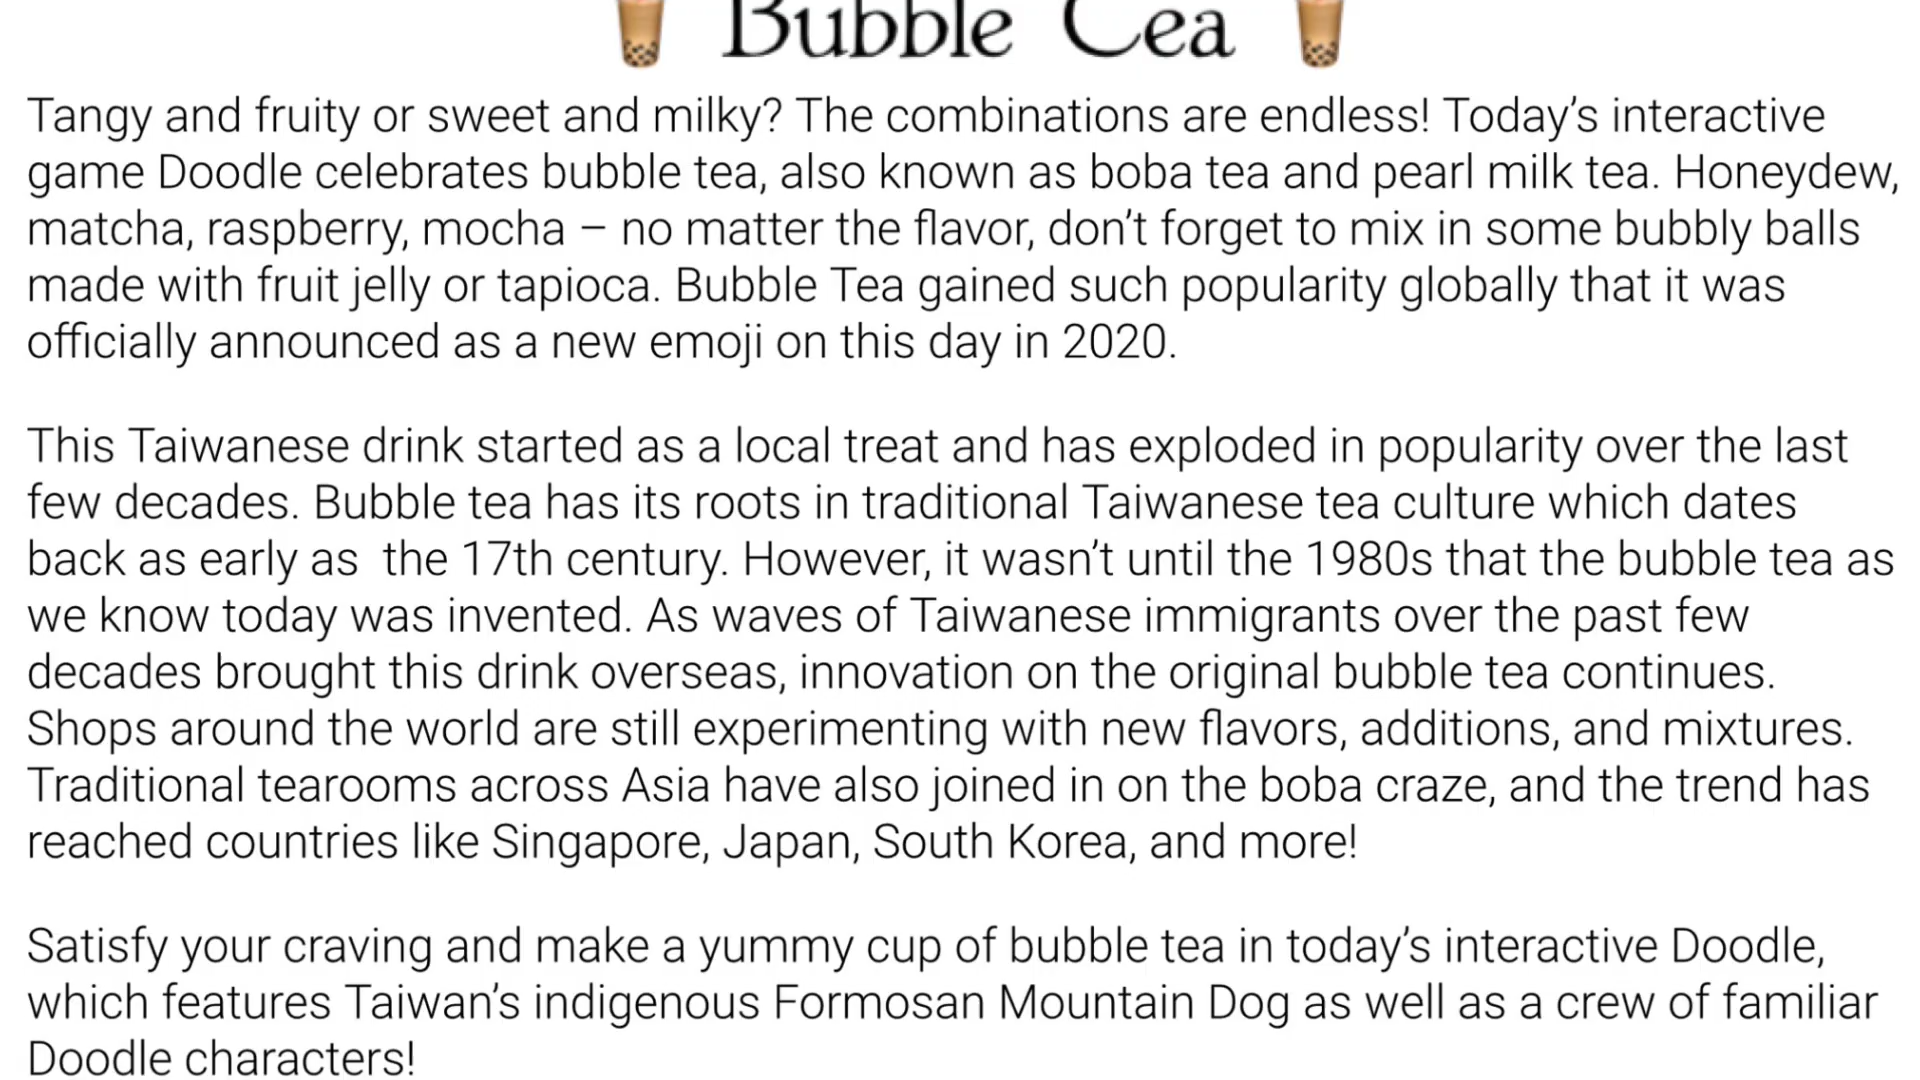 Bubble Tea
Tangy and fruity or sweet and milky? The combinations are endless! Today’s interactive
game Doodle celebrates bubble tea, also known as boba tea and pearl milk tea. Honeydew,
matcha, raspberry, mocha – no matter the flavor, don’t forget to mix in some bubbly balls
made with fruit jelly or tapioca. Bubble Tea gained such popularity globally that it was
officially announced as a new emoji on this day in 2020.
This Taiwanese drink started as a local treat and has exploded in popularity over the last
few decades. Bubble tea has its roots in traditional Taiwanese tea culture which dates
back as early as  the 17th century. However, it wasn’t until the 1980s that the bubble tea as
we know today was invented. As waves of Taiwanese immigrants over the past few
decades brought this drink overseas, innovation on the original bubble tea continues.
Shops around the world are still experimenting with new flavors, additions, and mixtures.
Traditional tearooms across Asia have also joined in on the boba craze, and the trend has
reached countries like Singapore, Japan, South Korea, and more!
Satisfy your craving and make a yummy cup of bubble tea in today’s interactive Doodle,
which features Taiwan’s indigenous Formosan Mountain Dog as well as a crew of familiar
Doodle characters!